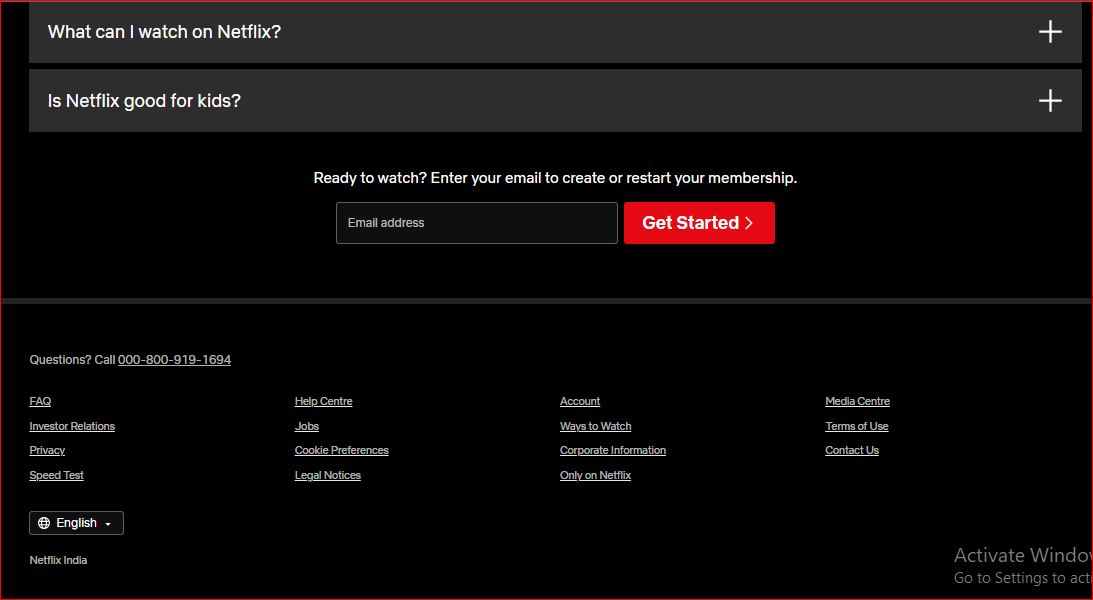 What can I watch on Netflix?
Is Netflix good for kids?
Ready to watch? Enter your email to create or restart your membership.
Email address
Get Started
Questions? Call 000-800-919-1694
FAQ
Help Centre
Account
Media Centre
Investor Relations
Jobs
Ways to Watch
Terms of Use
Privacy
Cookie Preferences
Corporate Information
Contact Us
Speed Test
Legal Notices
Only on Netflix
English
Netflix India
Activate
Go to Settings to